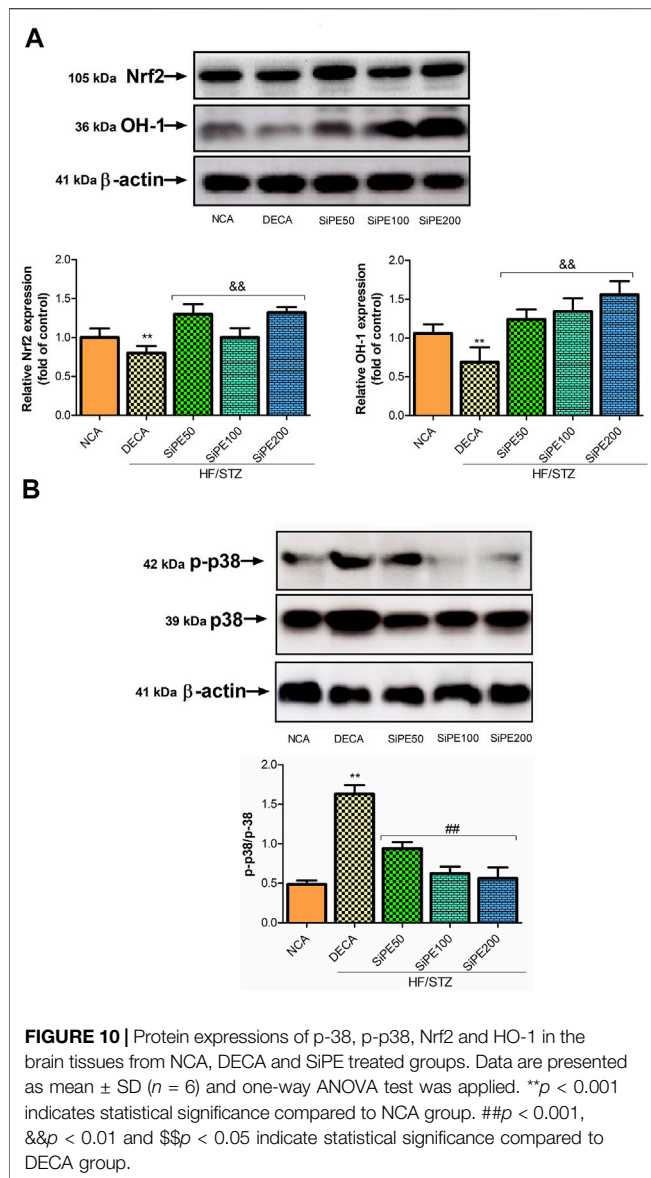 A
105 kDa Nrf2
36 kDa OH-1
41 kDa β-actin
NCA DECA SiPE50 SiPE100 SiPE200
Relative Nrf2 expression
(fold of control)
2.0
1.5
1.0
0.5
0.0
**
&&
NCA
DECA
SiPE50
SiPE100
SiPE200
HF/STZ
Relative OH-1 expression
(fold of control)
2.0
1.5
1.0
0.5
0.0
**
&&
NCA
DECA
SiPE50
SiPE100
SiPE200
HF/STZ
B
42 kDa p-p38
39 kDa p38
41 kDa β-actin
NCA DECA SiPE50 SiPE100 SiPE200
p-p38/p-38
2.0
1.5
1.0
0.5
0.0
**
##
NCA
DECA
SiPE50
SiPE100
SiPE200
HF/STZ
FIGURE 10 | Protein expressions of p-38, p-p38, Nrf2 and HO-1 in the
brain tissues from NCA, DECA and SiPE treated groups. Data are presented
as mean ± SD (n = 6) and one-way ANOVA test was applied. **p < 0.001
indicates statistical significance compared to NCA group. ##p < 0.001,
&&p < 0.01 and $$p < 0.05 indicate statistical significance compared to
DECA group.